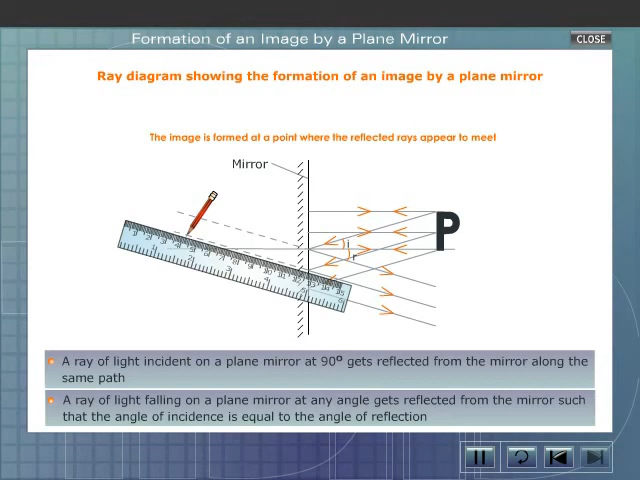 Formation of an Image by a Plane Mirror
CLOSE
Ray diagram showing the formation of an image by a plane mirror
The image is formed at a point where the reflected rays appear to meet
Mirror
P
i
r
A ray of light incident on a plane mirror at 90° gets reflected from the mirror along the
same path
A ray of light falling on a plane mirror at any angle gets reflected from the mirror such
that the angle of incidence is equal to the angle of reflection